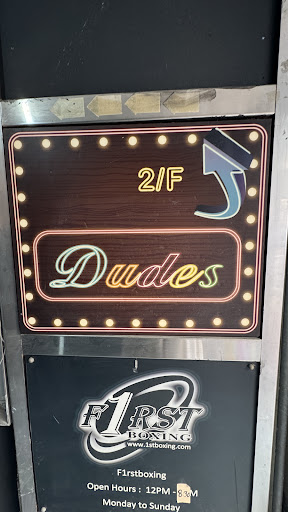 2/F
Dudes
F1RST
BOXING
www.1stboxing.com
F1rstboxing
Open Hours : 12PM - M
Monday to Sunday